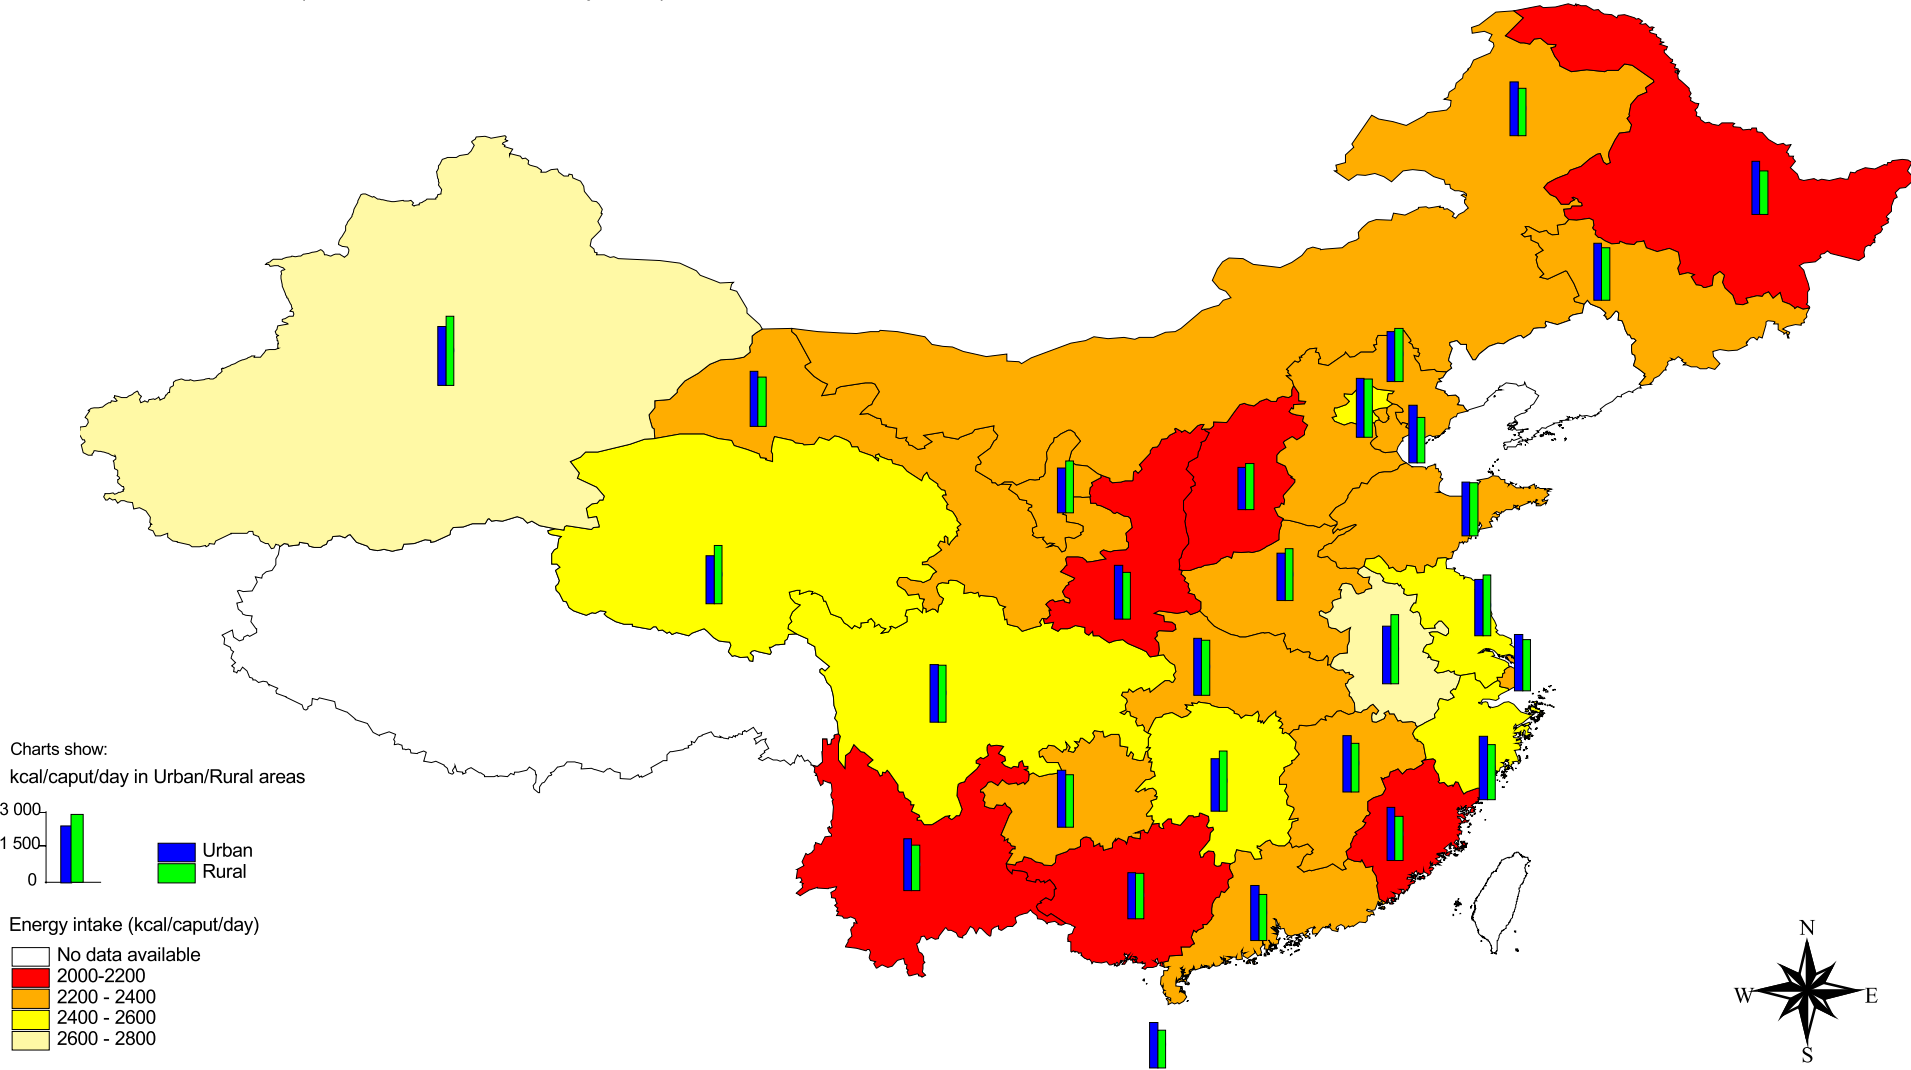 Charts show:
kcal/caput/day in Urban/Rural areas
3 000
1 500
0
Urban
Rural
Energy intake (kcal/caput/day)
No data available
2000-2200
2200 - 2400
2400 - 2600
2600 - 2800
N
W E
S